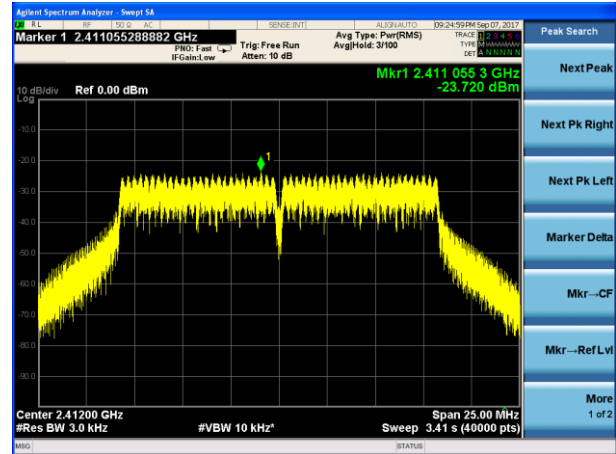 Agilent Spectrum Analyzer - Swept SA
RL RF 50 Ω AC SENSE:INT ALIGNAUTO 09:24:59PM Sep 07, 2017
Marker 1 2.411055288882 GHz
PNO: Fast Trig: Free Run Avg Type: Pwr(RMS) TRACE 1 2 3 4 5 6
IFGain:Low Atten: 10 dB Avg|Hold: 3/100 TYPE M
DET A N N N N N
Peak Search
Mkr1 2.411 055 3 GHz
-23.720 dBm
10 dB/div Ref 0.00 dBm
Log
-10.0
-20.0
-30.0
-40.0
-50.0
-60.0
-70.0
-80.0
-90.0
1
Next Peak
Next Pk Right
Next Pk Left
Marker Delta
Mkr→CF
Mkr→Ref Lvl
More
1 of 2
Center 2.41200 GHz Span 25.00 MHz
#Res BW 3.0 kHz #VBW 10 kHz* Sweep 3.41 s (40000 pts)
MSG STATUS